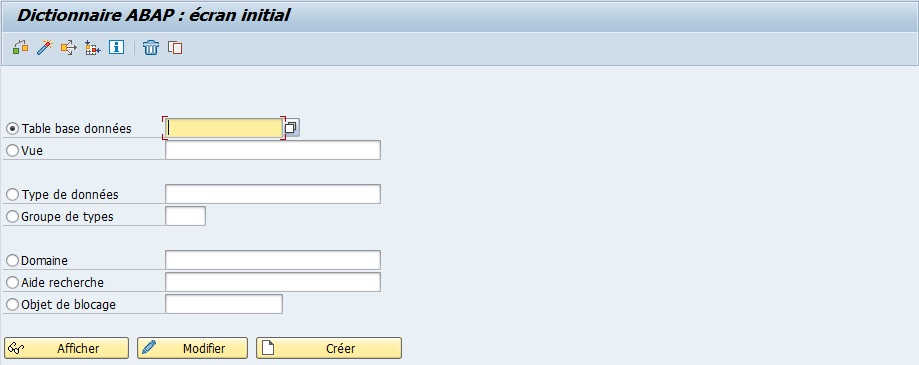 Dictionnaire ABAP : écran initial
Table base données
Vue
Type de données
Groupe de types
Domaine
Aide recherche
Objet de blocage
Afficher Modifier Créer